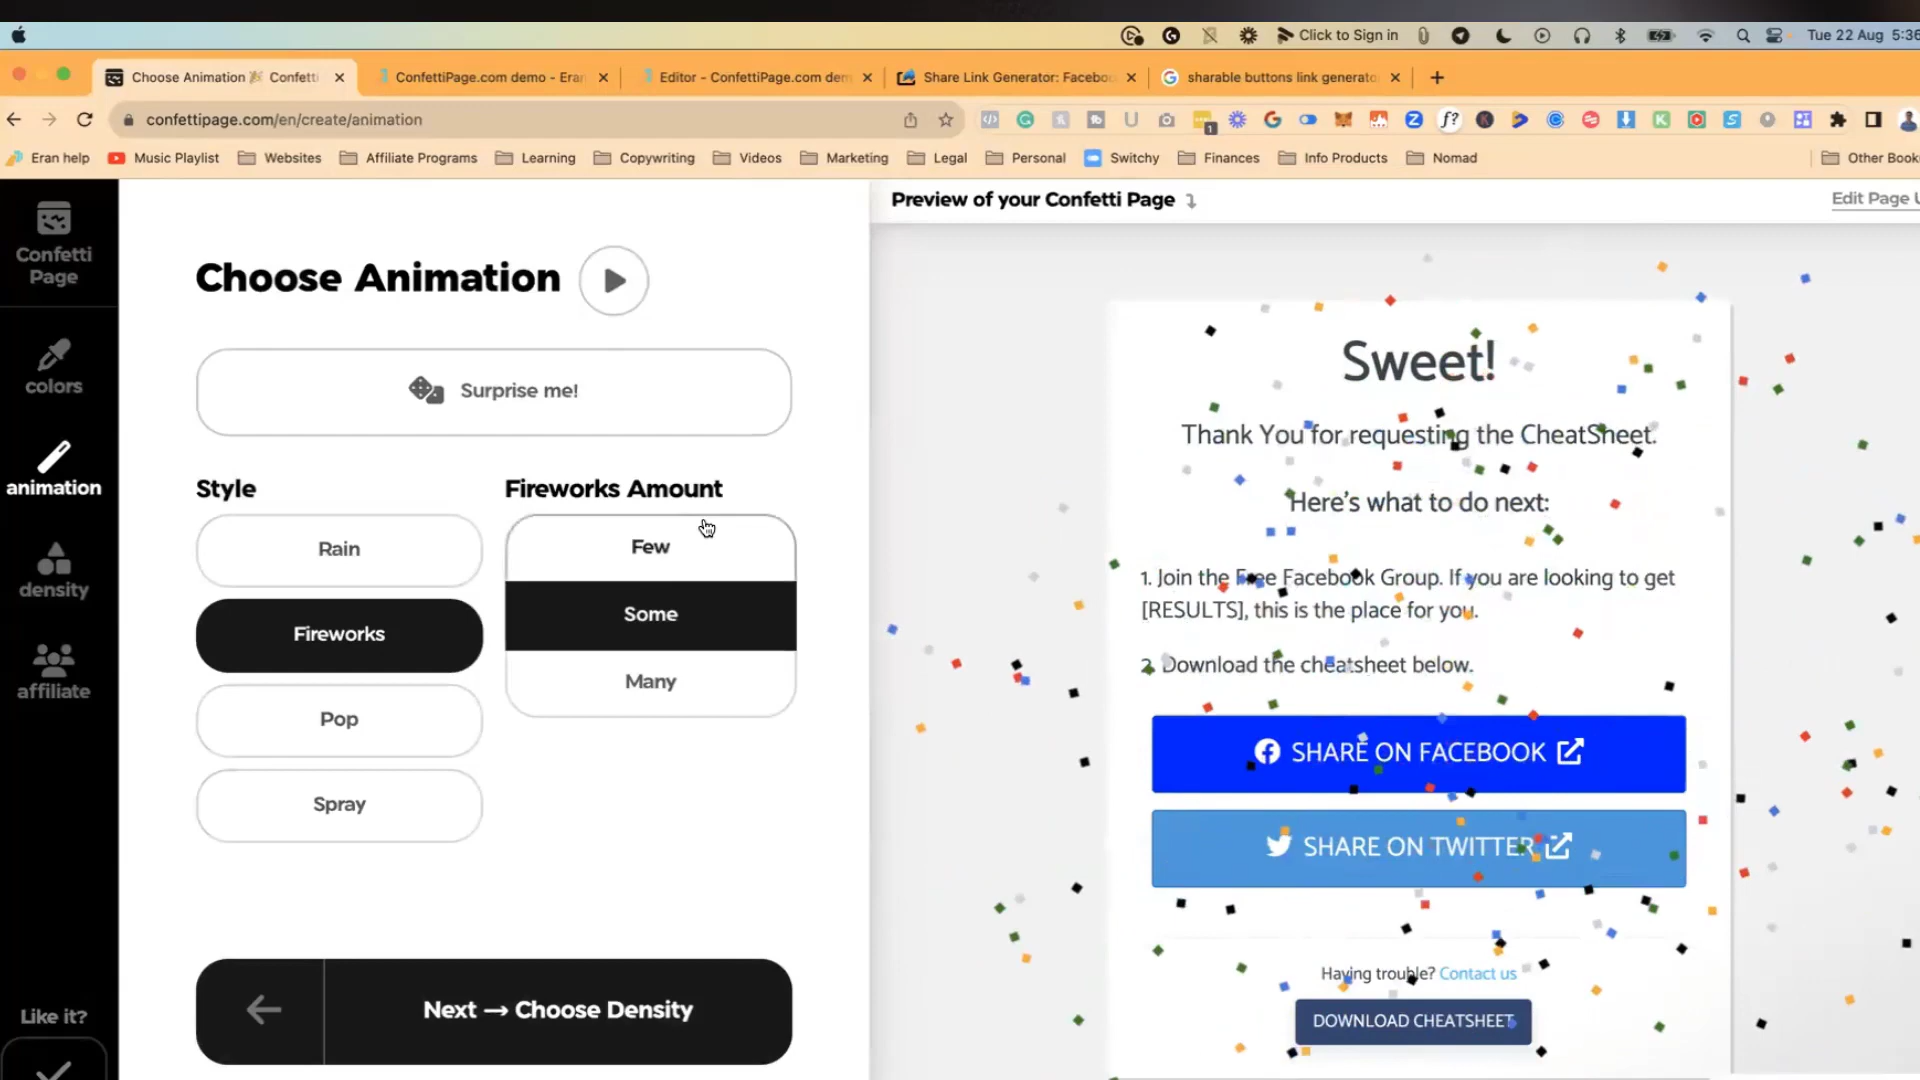 Click to Sign in
Tue 22 Aug 5:36
Choose Animation 🎉 Confetti
ConfettiPage.com demo - Eran
Editor - ConfettiPage.com dem
Share Link Generator: Facebo
sharable buttons link generato
confettipage.com/en/create/animation
Eran help
Music Playlist
Websites
Affiliate Programs
Learning
Copywriting
Videos
Marketing
Legal
Personal
Switchy
Finances
Info Products
Nomad
Other Book
Confetti
Page
colors
animation
density
affiliate
Like it?
Choose Animation
Surprise me!
Style
Rain
Fireworks
Pop
Spray
Fireworks Amount
Few
Some
Many
Next → Choose Density
Preview of your Confetti Page
Edit Page U
Sweet!
Thank You for requesting the CheatSheet.
Here's what to do next:
1. Join the Free Facebook Group. If you are looking to get
[RESULTS], this is the place for you.
2. Download the cheatsheet below.
SHARE ON FACEBOOK
SHARE ON TWITTER
Having trouble? Contact us
DOWNLOAD CHEATSHEET